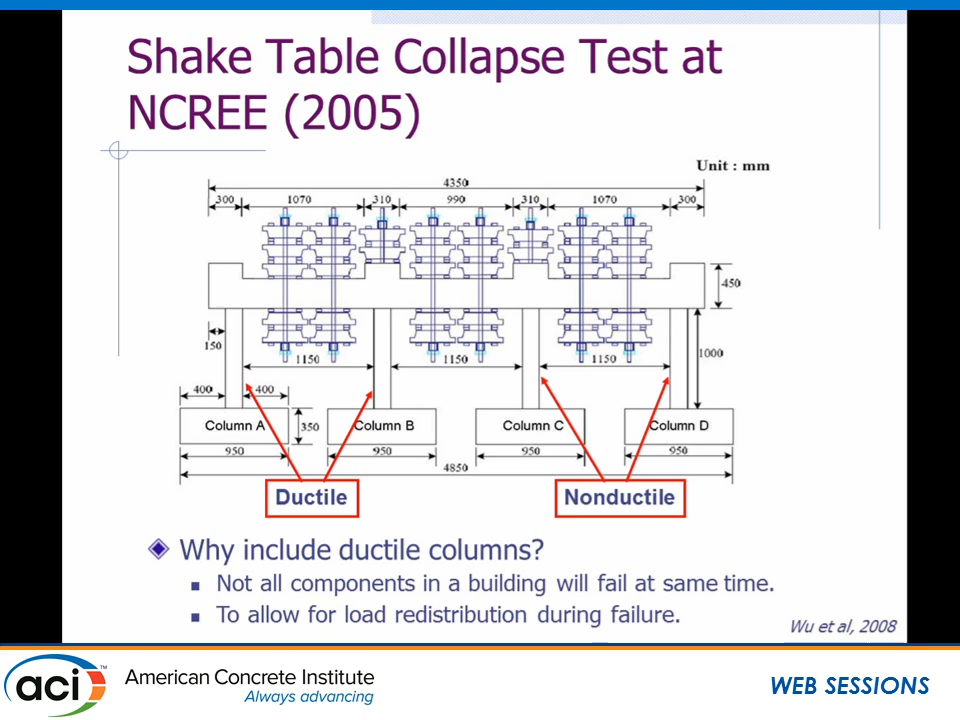 Shake Table Collapse Test at
NCREE (2005)
Unit : mm
4350
300 1070 310 990 310 1070 300
450
150
1150 1150 1150
1000
400 400
Column A 350 Column B Column C Column D
950 950 950 950
4850
Ductile Nonductile
Why include ductile columns?
Not all components in a building will fail at same time.
To allow for load redistribution during failure.
Wu et al, 2008
aci™ American Concrete Institute
Always advancing
WEB SESSIONS